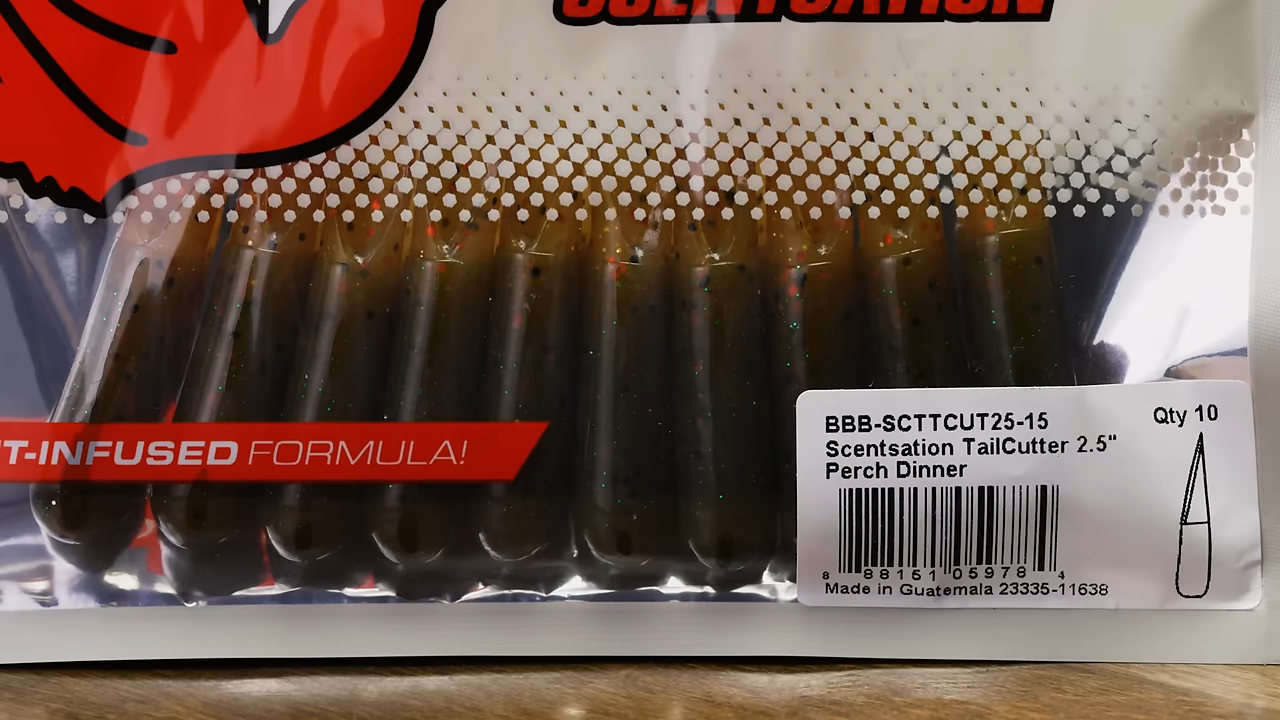 SCENTSATION
T-INFUSED FORMULA!
BBB-SCTTCUT25-15
Qty 10
Scentsation TailCutter 2.5"
Perch Dinner
8 88151 05978 4
Made in Guatemala 23335-11638